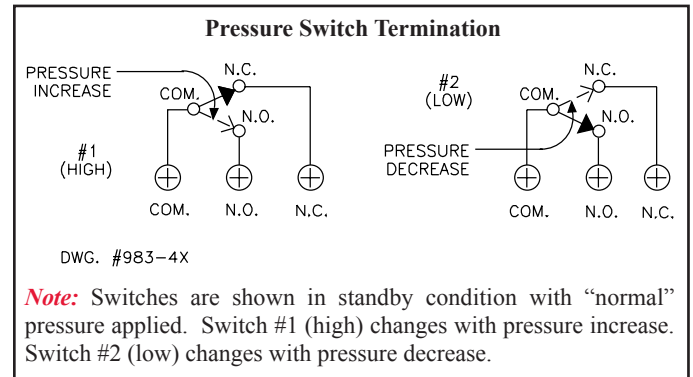 Pressure Switch Termination
PRESSURE
INCREASE
COM.
N.C.
N.O.
#1
(HIGH)
COM.
N.O.
N.C.
#2
(LOW)
COM.
N.C.
N.O.
PRESSURE
DECREASE
COM.
N.O.
N.C.
DWG. #983-4X
Note: Switches are shown in standby condition with “normal”
pressure applied. Switch #1 (high) changes with pressure increase.
Switch #2 (low) changes with pressure decrease.